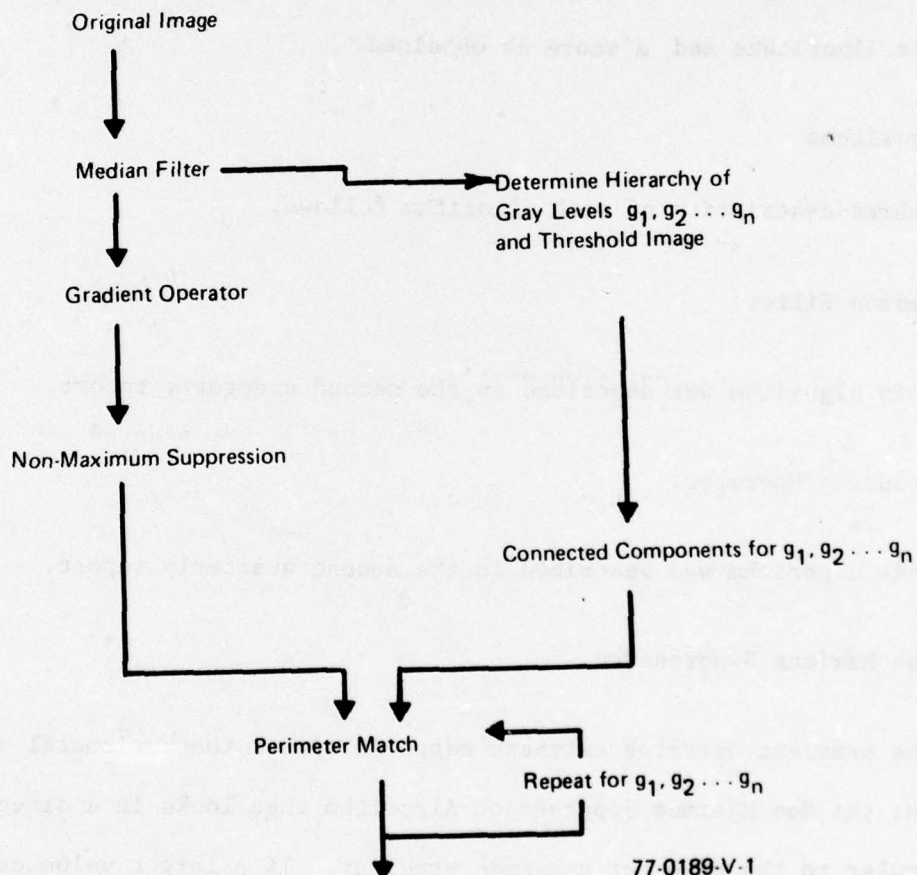 Original Image
Median Filter
Determine Hierarchy of
Gray Levels g1, g2 ... gn
and Threshold Image
Gradient Operator
Non-Maximum Suppression
Connected Components for g1, g2 ... gn
Perimeter Match
Repeat for g1, g2 ... gn
77-0189-V-1